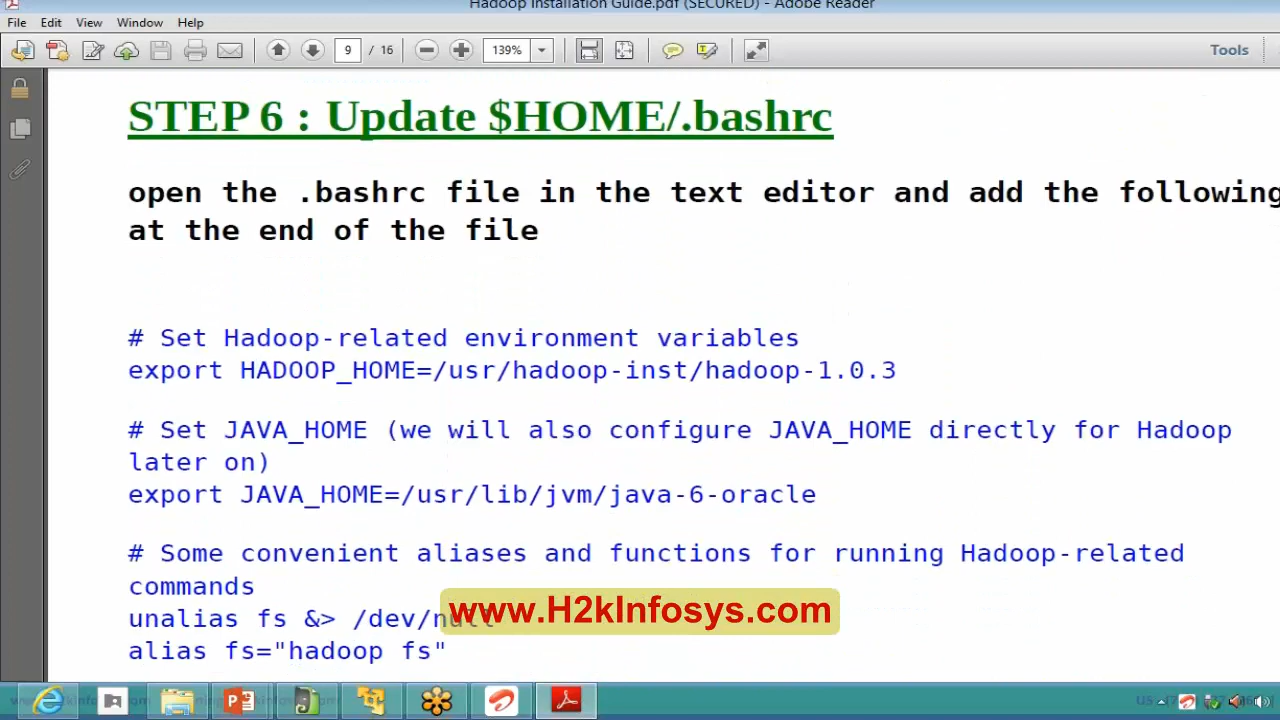 Hadoop Installation Guide.pdf (SECURED) - Adobe Reader
File Edit View Window Help
9 / 16 139% Tools
STEP 6 : Update $HOME/.bashrc
open the .bashrc file in the text editor and add the following
at the end of the file
# Set Hadoop-related environment variables
export HADOOP_HOME=/usr/hadoop-inst/hadoop-1.0.3
# Set JAVA_HOME (we will also configure JAVA_HOME directly for Hadoop
later on)
export JAVA_HOME=/usr/lib/jvm/java-6-oracle
# Some convenient aliases and functions for running Hadoop-related
commands
unalias fs &> /dev/null
alias fs="hadoop fs"
www.H2kInfosys.com